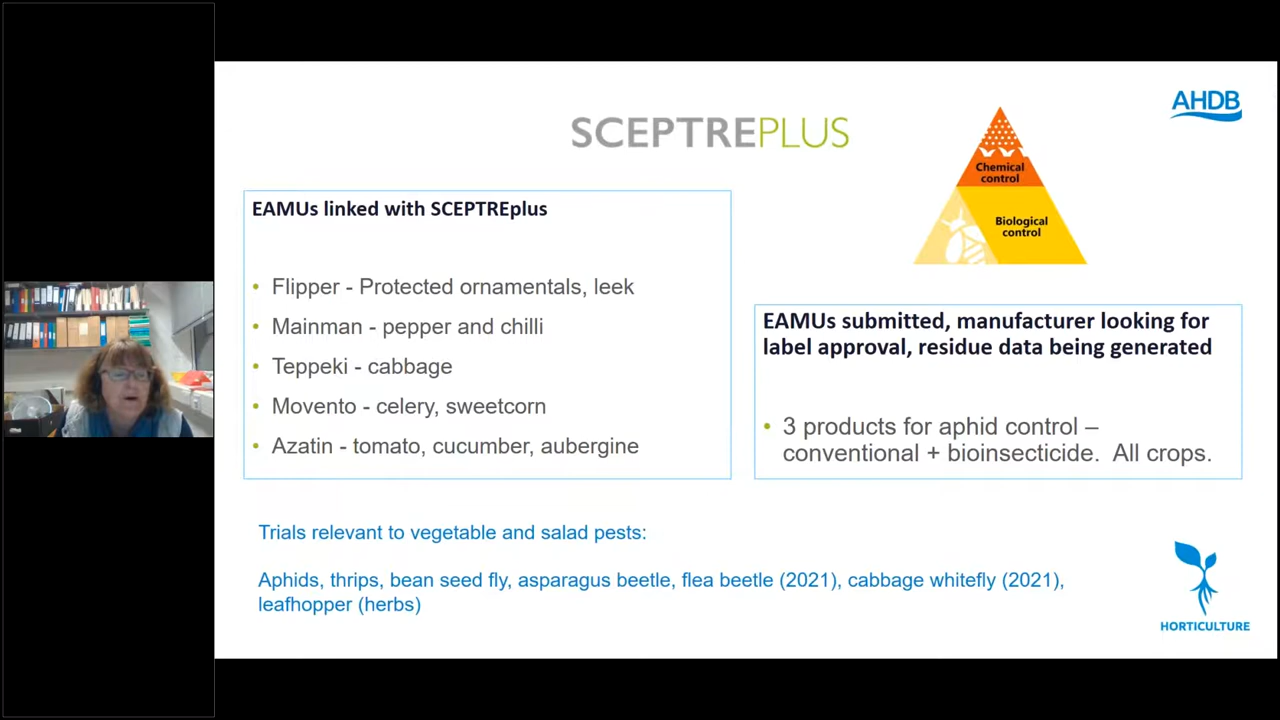 AHDB
SCEPTREPLUS
Chemical
control
Biological
control
EAMUs linked with SCEPTREplus
• Flipper - Protected ornamentals, leek
• Mainman - pepper and chilli
• Teppeki - cabbage
• Movento - celery, sweetcorn
• Azatin - tomato, cucumber, aubergine
EAMUs submitted, manufacturer looking for
label approval, residue data being generated
• 3 products for aphid control –
conventional + bioinsecticide.  All crops.
Trials relevant to vegetable and salad pests:
Aphids, thrips, bean seed fly, asparagus beetle, flea beetle (2021), cabbage whitefly (2021),
leafhopper (herbs)
HORTICULTURE